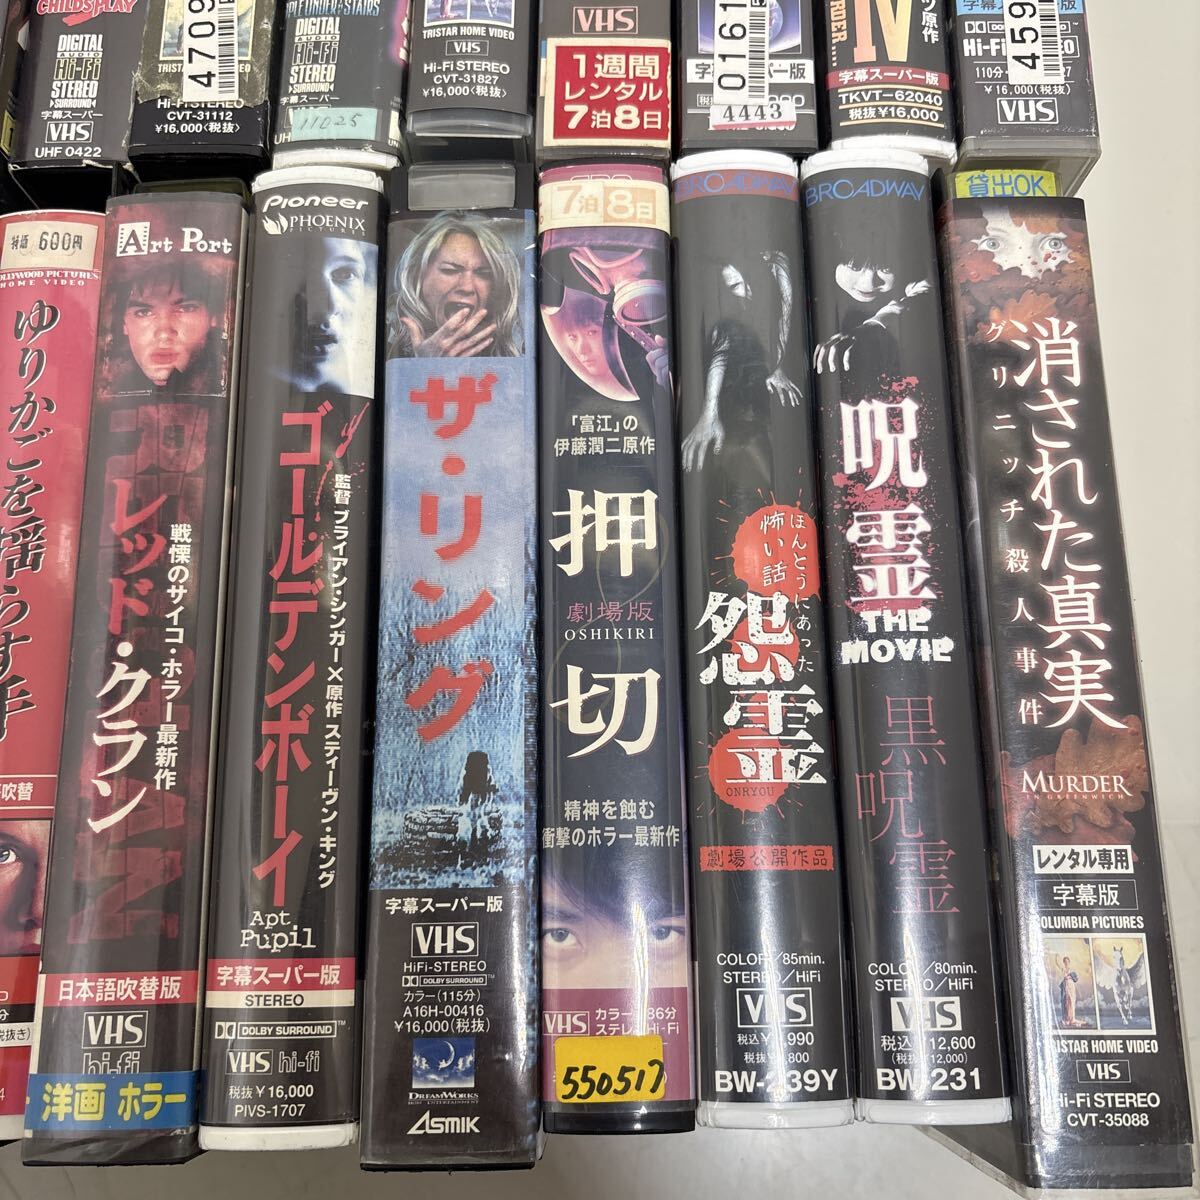 CHILD'S PLAY
DIGITAL
AUDIO
Hi-Fi
STEREO
SURROUND
字幕スーパー
VHS
UHF 0422
4709
Hi-Fi STEREO
CVT-31112
¥16,000<税抜>
DIGITAL
AUDIO
Hi-Fi
STEREO
字幕スーパー
11025
TRISTAR HOME VIDEO
VHS
Hi-Fi STEREO
CVT-31827
¥16,000<税抜>
VHS
1週間
レンタル
7泊8日
0161
4443
IV
字幕スーパー版
TKVT-62040
税抜¥16,000
字幕スーパー版
459
110分
¥16,000<税抜>
VHS
特価 600円
HOLLYWOOD PICTURES
HOME VIDEO
ゆりかごを揺らす手
Art Port
レッド・クラン
戦慄のサイコ・ホラー最新作
日本語吹替版
VHS
hi-fi
洋画 ホラー
Pioneer
PHOENIX
PICTURES
ゴールデンボーイ
監督 ブライアン・シンガー×原作 スティーヴン・キング
Apt
Pupil
字幕スーパー版
STEREO
DOLBY SURROUND
VHS hi-fi
税抜¥16,000
PIVS-1707
ザ・リング
字幕スーパー版
VHS
HiFi-STEREO
DOLBY SURROUND
カラー(115分)
A16H-00416
¥16,000(税抜)
DREAMWORKS
ASMIK
7泊8日
「富江」の
伊藤潤二原作
押切
劇場版
OSHIKIRI
精神を蝕む
衝撃のホラー最新作
VHS
550517
BROADWAY
ほんとうにあった
怖い話
怨霊
ONRYOU
劇場公開作品
COLOR/85min.
STEREO/HiFi
VHS
BW-239Y
BROADWAY
呪霊
THE
MOVIE
黒呪霊
COLOR/80min.
STEREO/HiFi
VHS
税込¥12,600
(税抜¥12,000)
BW-231
貸出OK
消された真実
グリニッチ殺人事件
MURDER
IN GREENWICH
レンタル専用
字幕版
COLUMBIA PICTURES
TRISTAR HOME VIDEO
VHS
Hi-Fi STEREO
CVT-35088